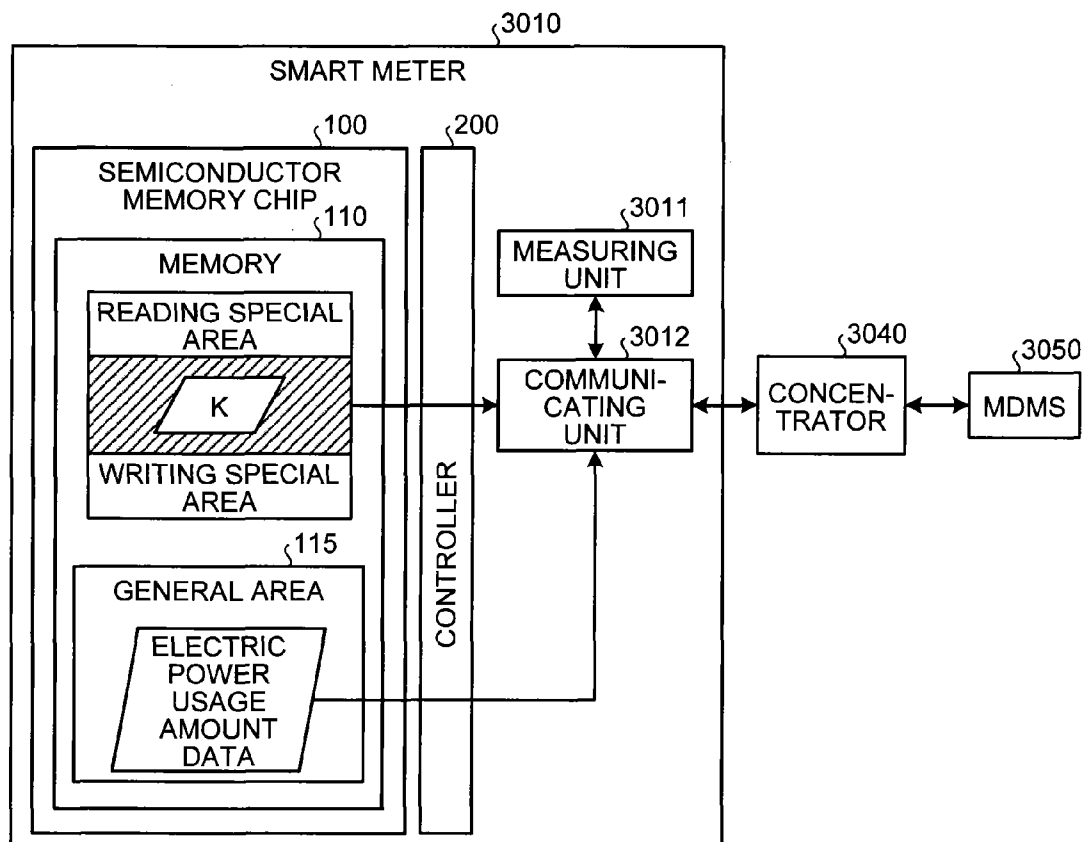 3010
SMART METER
100
200
SEMICONDUCTOR
MEMORY CHIP
110
MEMORY
READING SPECIAL
AREA
K
WRITING SPECIAL
AREA
115
GENERAL AREA
ELECTRIC
POWER
USAGE
AMOUNT
DATA
CONTROLLER
3011
MEASURING
UNIT
3012
COMMUNI-
CATING
UNIT
3040
CONCEN-
TRATOR
3050
MDMS